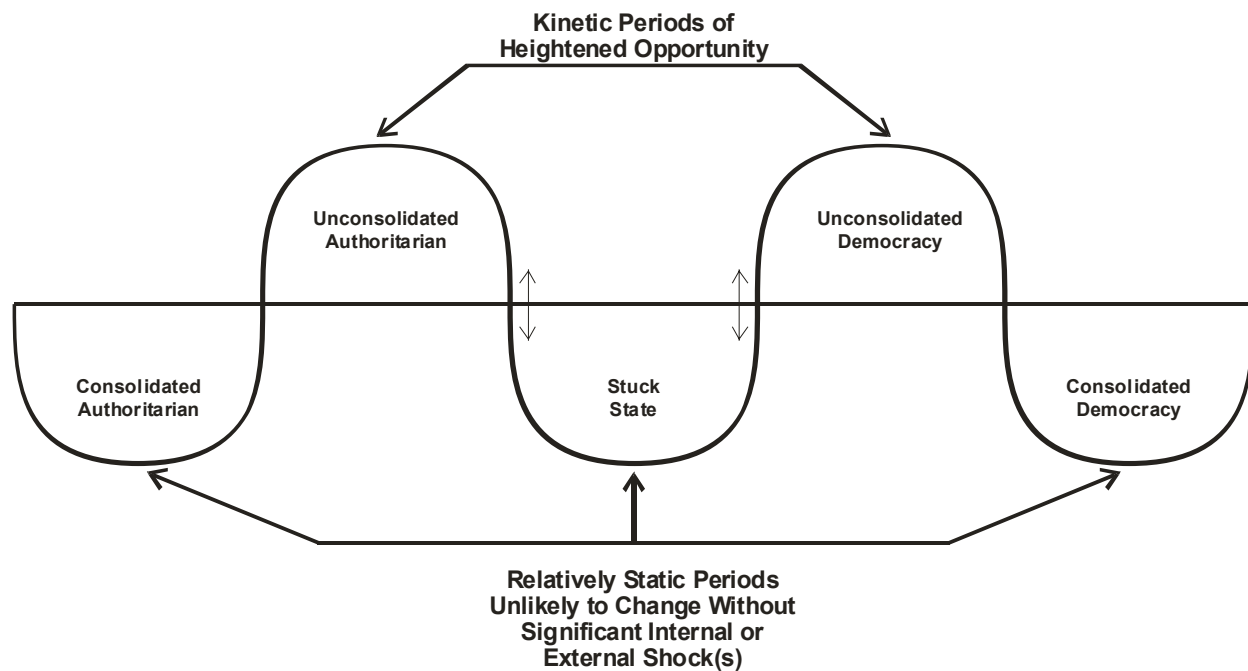 Kinetic Periods of
Heightened Opportunity
Unconsolidated
Authoritarian
Unconsolidated
Democracy
Consolidated
Authoritarian
Stuck
State
Consolidated
Democracy
Relatively Static Periods
Unlikely to Change Without
Significant Internal or
External Shock(s)